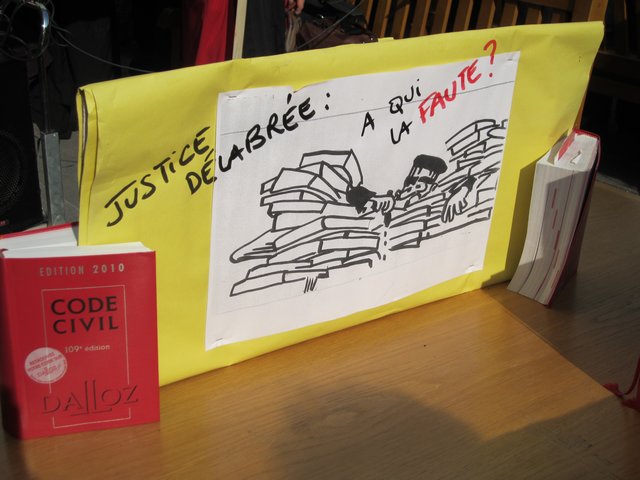 JUSTICE
DÉLABRÉE :
A QUI
LA FAUTE ?
EDITION 2010
CODE
CIVIL
109e édition
DALLOZ